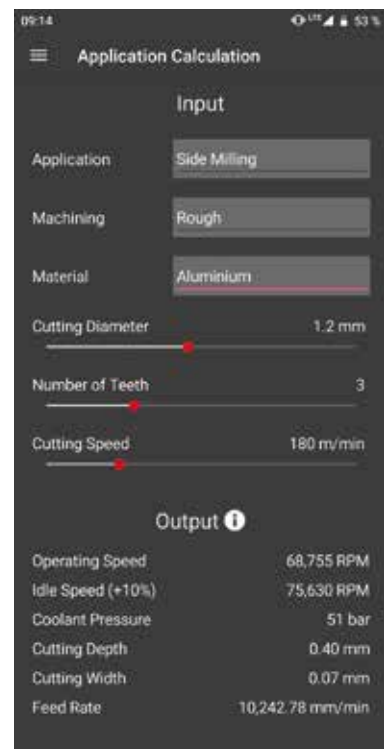 09:14 LTE 53 %
Application Calculation
Input
Application Side Milling
Machining Rough
Material Aluminium
Cutting Diameter 1.2 mm
Number of Teeth 3
Cutting Speed 180 m/min
Output i
Operating Speed 68,755 RPM
Idle Speed (+10%) 75,630 RPM
Coolant Pressure 51 bar
Cutting Depth 0.40 mm
Cutting Width 0.07 mm
Feed Rate 10,242.78 mm/min